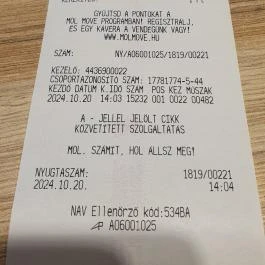 GYŰJTSD A PONTOKAT A
MOL MOVE PROGRAMBAN! REGISZTRÁLJ,
ÉS EGY KÁVÉRA A VENDÉGÜNK VAGY!
WWW.MOLMOVE.HU
SZÁM: NY/A06001025/1819/00221
KEZELŐ: 4436900022
CSOPORTAZONOSÍTÓ SZÁM: 17781774-5-44
KEZDŐ DÁTUM K.IDŐ SZÁM POS KEZ MŰSZAK
2024.10.20 14:03 15232 001 0022 00482
A - JELLEL JELÖLT CIKK
KÖZVETÍTETT SZOLGÁLTATÁS
MOL. SZÁMÍT, HOL ÁLLSZ MEG!
NYUGTASZÁM: 1819/00221
2024.10.20. 14:04
NAV Ellenőrző kód:534BA
AP A06001025